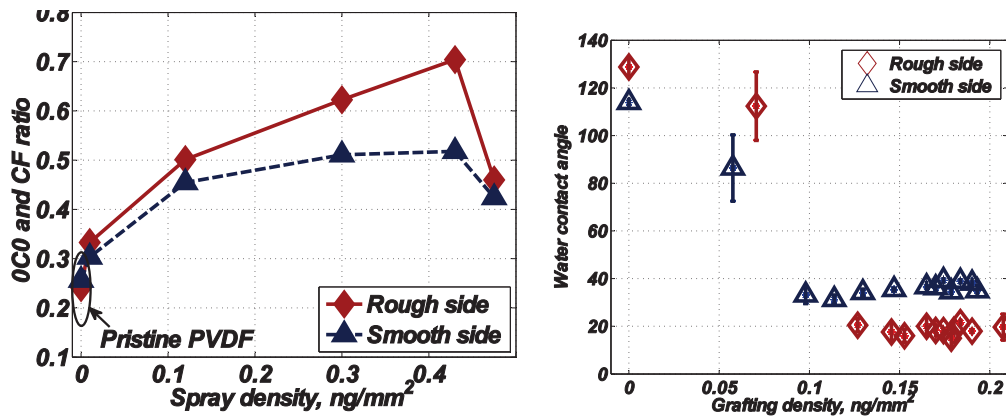 0.8
0.7
0.6
0.5
0.4
0.3
0.2
0.1
0C0 and CF ratio
Pristine PVDF
Rough side
Smooth side
0 0.1 0.2 0.3 0.4
Spray density, ng/mm²
140
120
100
80
60
40
20
0
Water contact angle
Rough side
Smooth side
0 0.05 0.1 0.15 0.2
Grafting density, ng/mm²